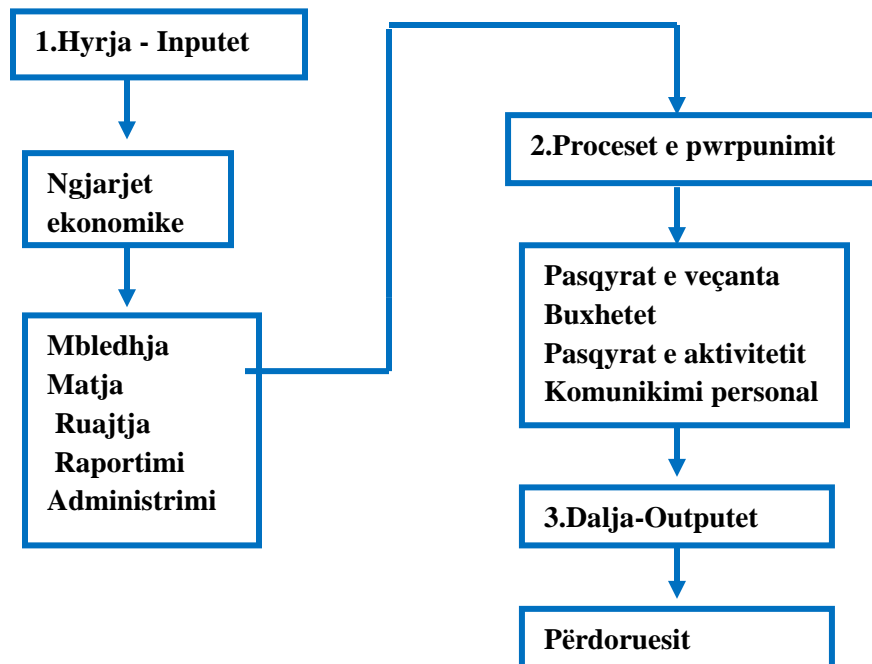 1.Hyrja - Inputet
Ngjarjet
ekonomike
Mbledhja
Matja
Ruajtja
Raportimi
Administrimi
2.Proceset e pwrpunimit
Pasqyrat e veçanta
Buxhetet
Pasqyrat e aktivitetit
Komunikimi personal
3.Dalja-Outputet
Përdoruesit